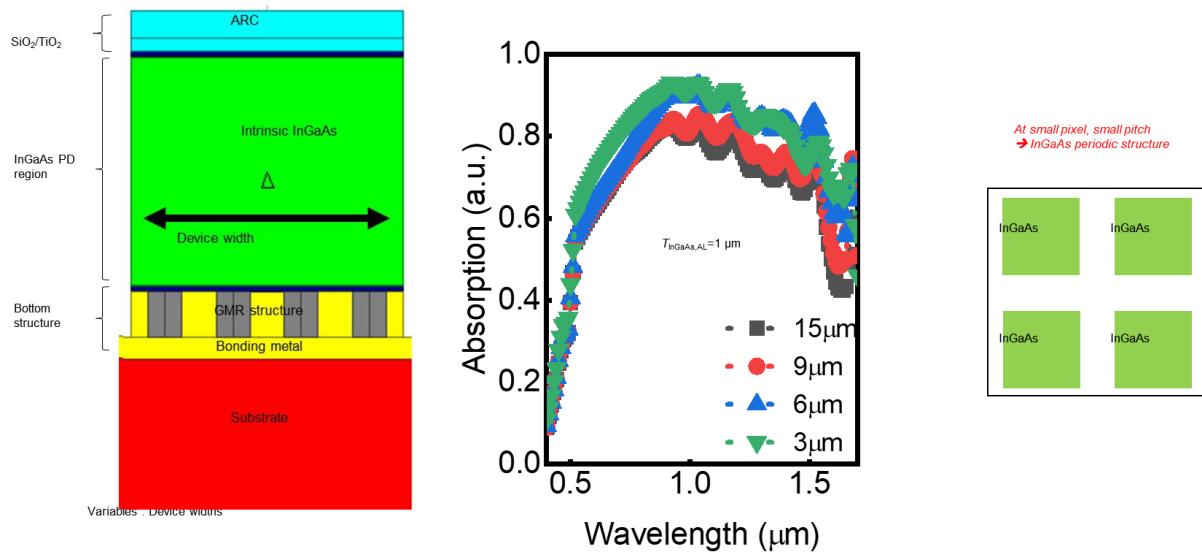 SiO2/TiO2
ARC
InGaAs PD
region
Intrinsic InGaAs
Device width
Bottom
structure
GMR structure
Bonding metal
Substrate
Variables : Device widths
Absorption (a.u.)
1.0
0.8
0.6
0.4
0.2
0.0
TInGaAs,AL=1 μm
15μm
9μm
6μm
3μm
0.5
1.0
1.5
Wavelength (μm)
At small pixel, small pitch
➔ InGaAs periodic structure
InGaAs
InGaAs
InGaAs
InGaAs